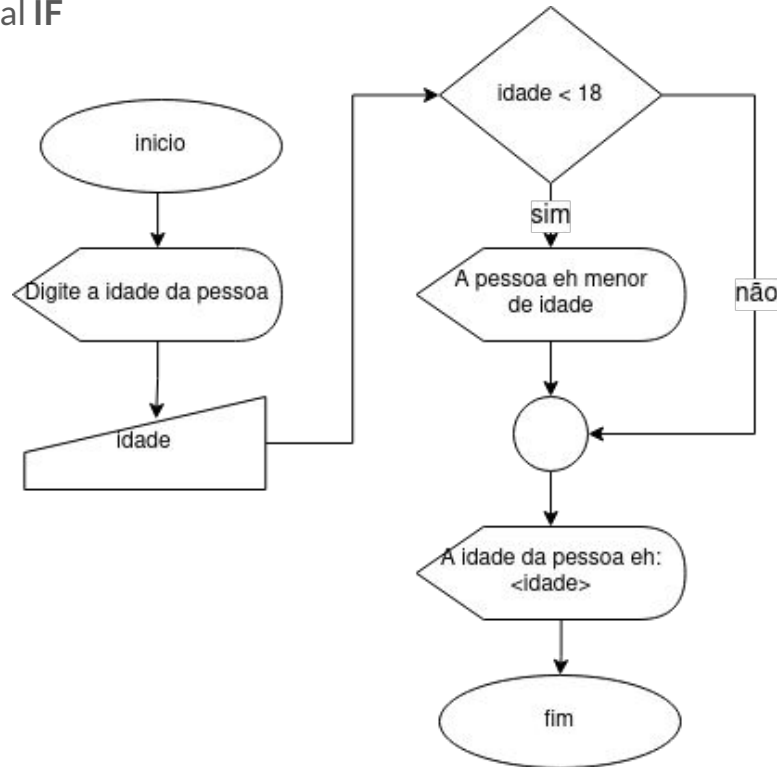 al IF
inicio
Digite a idade da pessoa
idade
idade < 18
sim
não
A pessoa eh menor
de idade
A idade da pessoa eh:
<idade>
fim